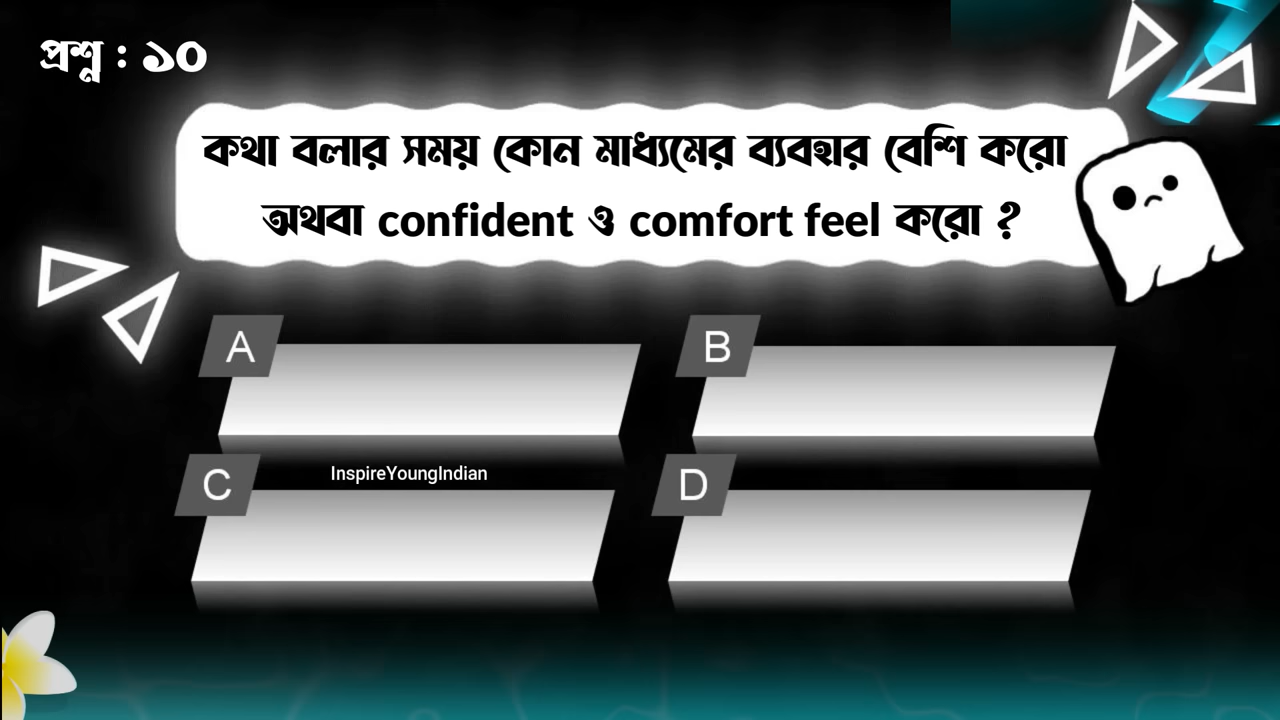 প্রশ্ন : ১০
কথা বলার সময় কোন মাধ্যমের ব্যবহার বেশি করো
অথবা confident ও comfort feel করো ?
A
B
InspireYoungIndian
C
D